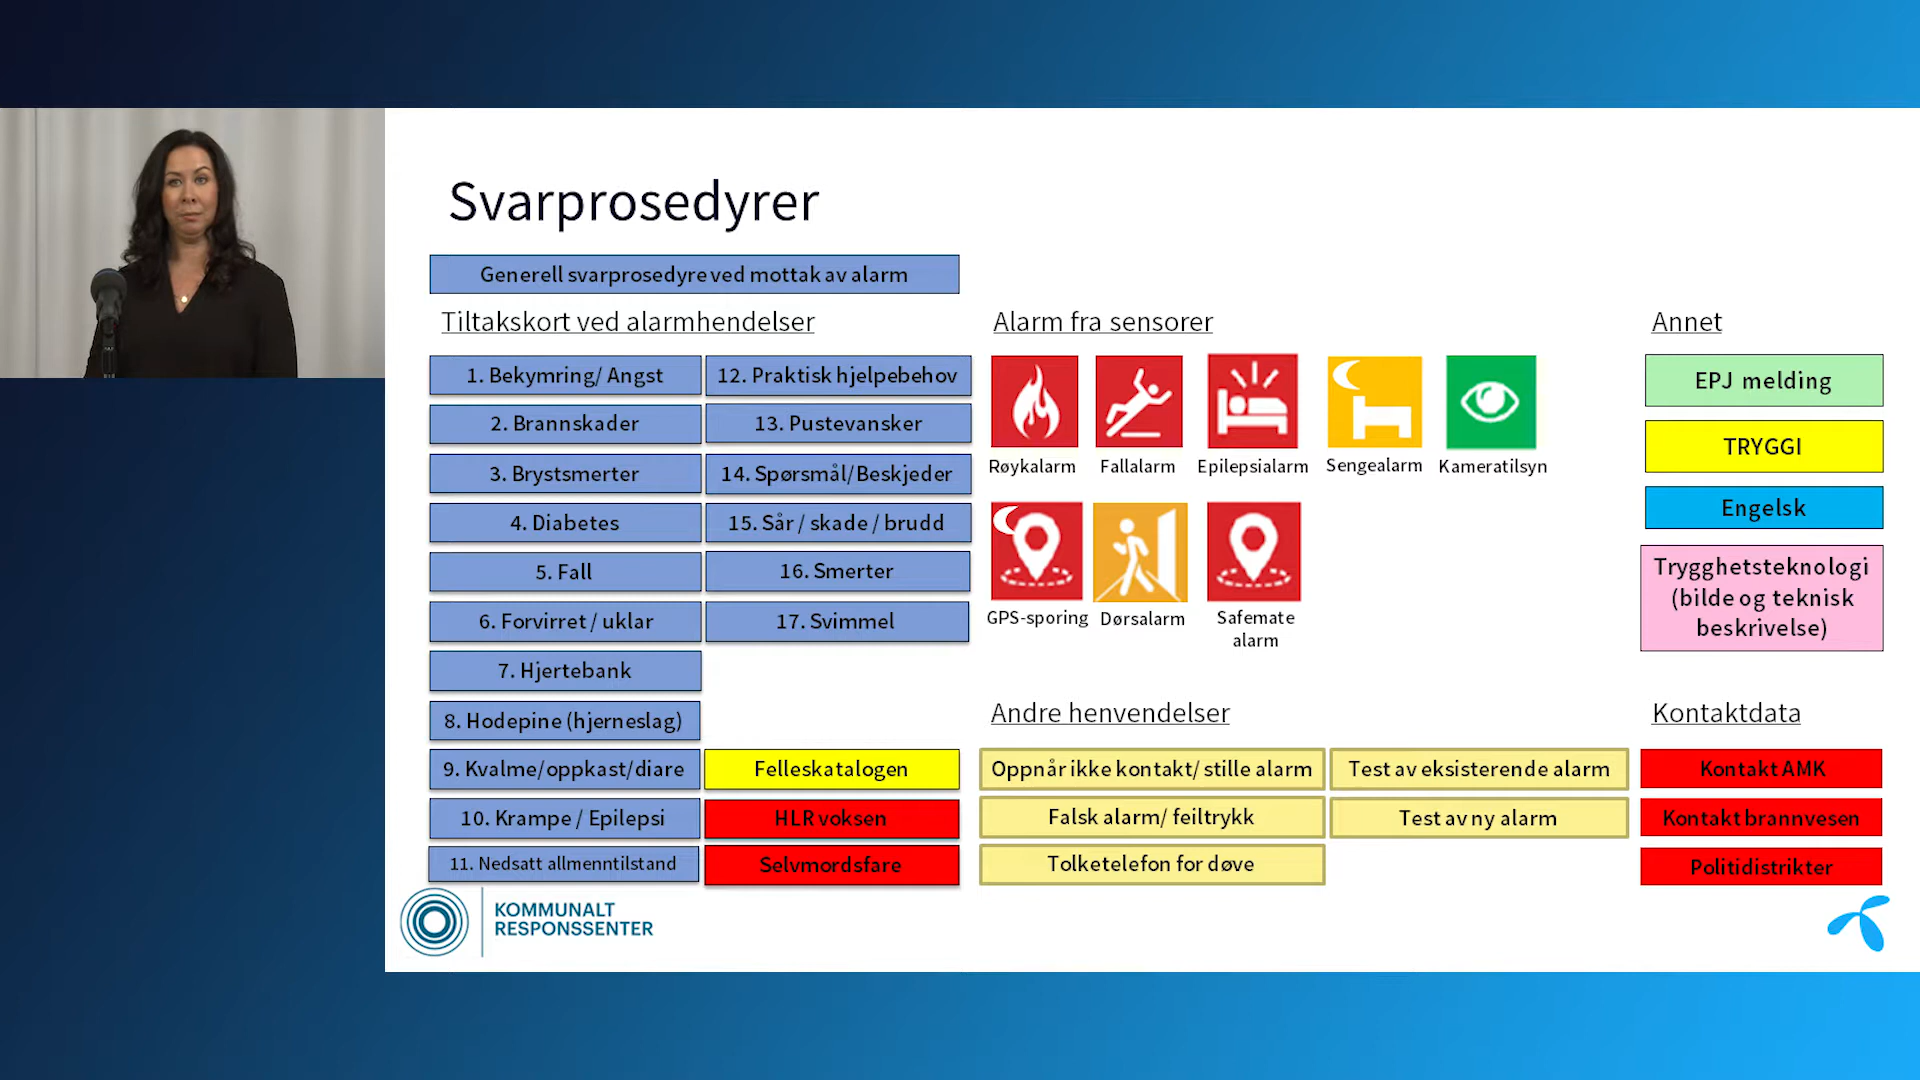 Svarprosedyrer
Generell svarprosedyre ved mottak av alarm
Tiltakskort ved alarmhendelser
1. Bekymring/ Angst
2. Brannskader
3. Brystsmerter
4. Diabetes
5. Fall
6. Forvirret / uklar
7. Hjertebank
8. Hodepine (hjerneslag)
9. Kvalme/oppkast/diare
10. Krampe / Epilepsi
11. Nedsatt allmenntilstand
12. Praktisk hjelpebehov
13. Pustevansker
14. Spørsmål/Beskjeder
15. Sår / skade / brudd
16. Smerter
17. Svimmel
Felleskatalogen
HLR voksen
Selvmordsfare
Alarm fra sensorer
Røykalarm
Fallalarm
Epilepsialarm
Sengealarm
Kameratilsyn
GPS-sporing
Dørsalarm
Safemate
alarm
Andre henvendelser
Oppnår ikke kontakt/ stille alarm
Falsk alarm/ feiltrykk
Tolketelefon for døve
Test av eksisterende alarm
Test av ny alarm
Annet
EPJ melding
TRYGGI
Engelsk
Trygghetsteknologi
(bilde og teknisk
beskrivelse)
Kontaktdata
Kontakt AMK
Kontakt brannvesen
Politidistrikter
KOMMUNALT
RESPONSSENTER